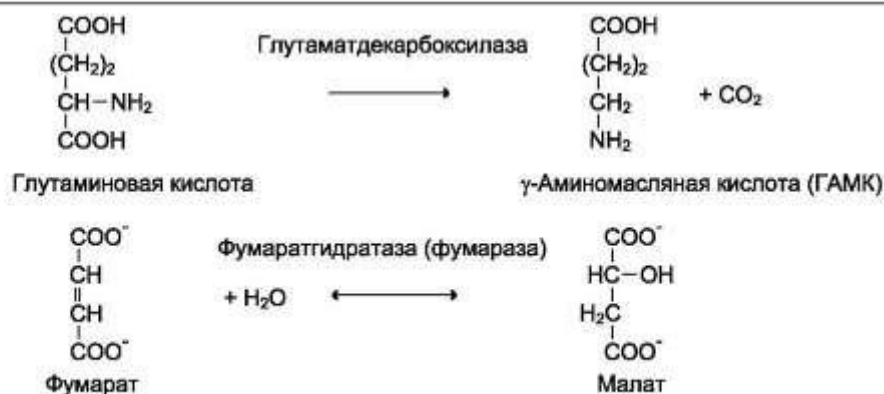 COOH
(CH₂)₂
CH–NH₂
COOH
Глутаминовая кислота
Глутаматдекарбоксилаза
COOH
(CH₂)₂
CH₂
NH₂
+ CO₂
γ-Аминомасляная кислота (ГАМК)
COO⁻
CH
CH
COO⁻
Фумарат
+ H₂O
Фумаратгидратаза (фумараза)
COO⁻
HC–OH
H₂C
COO⁻
Малат